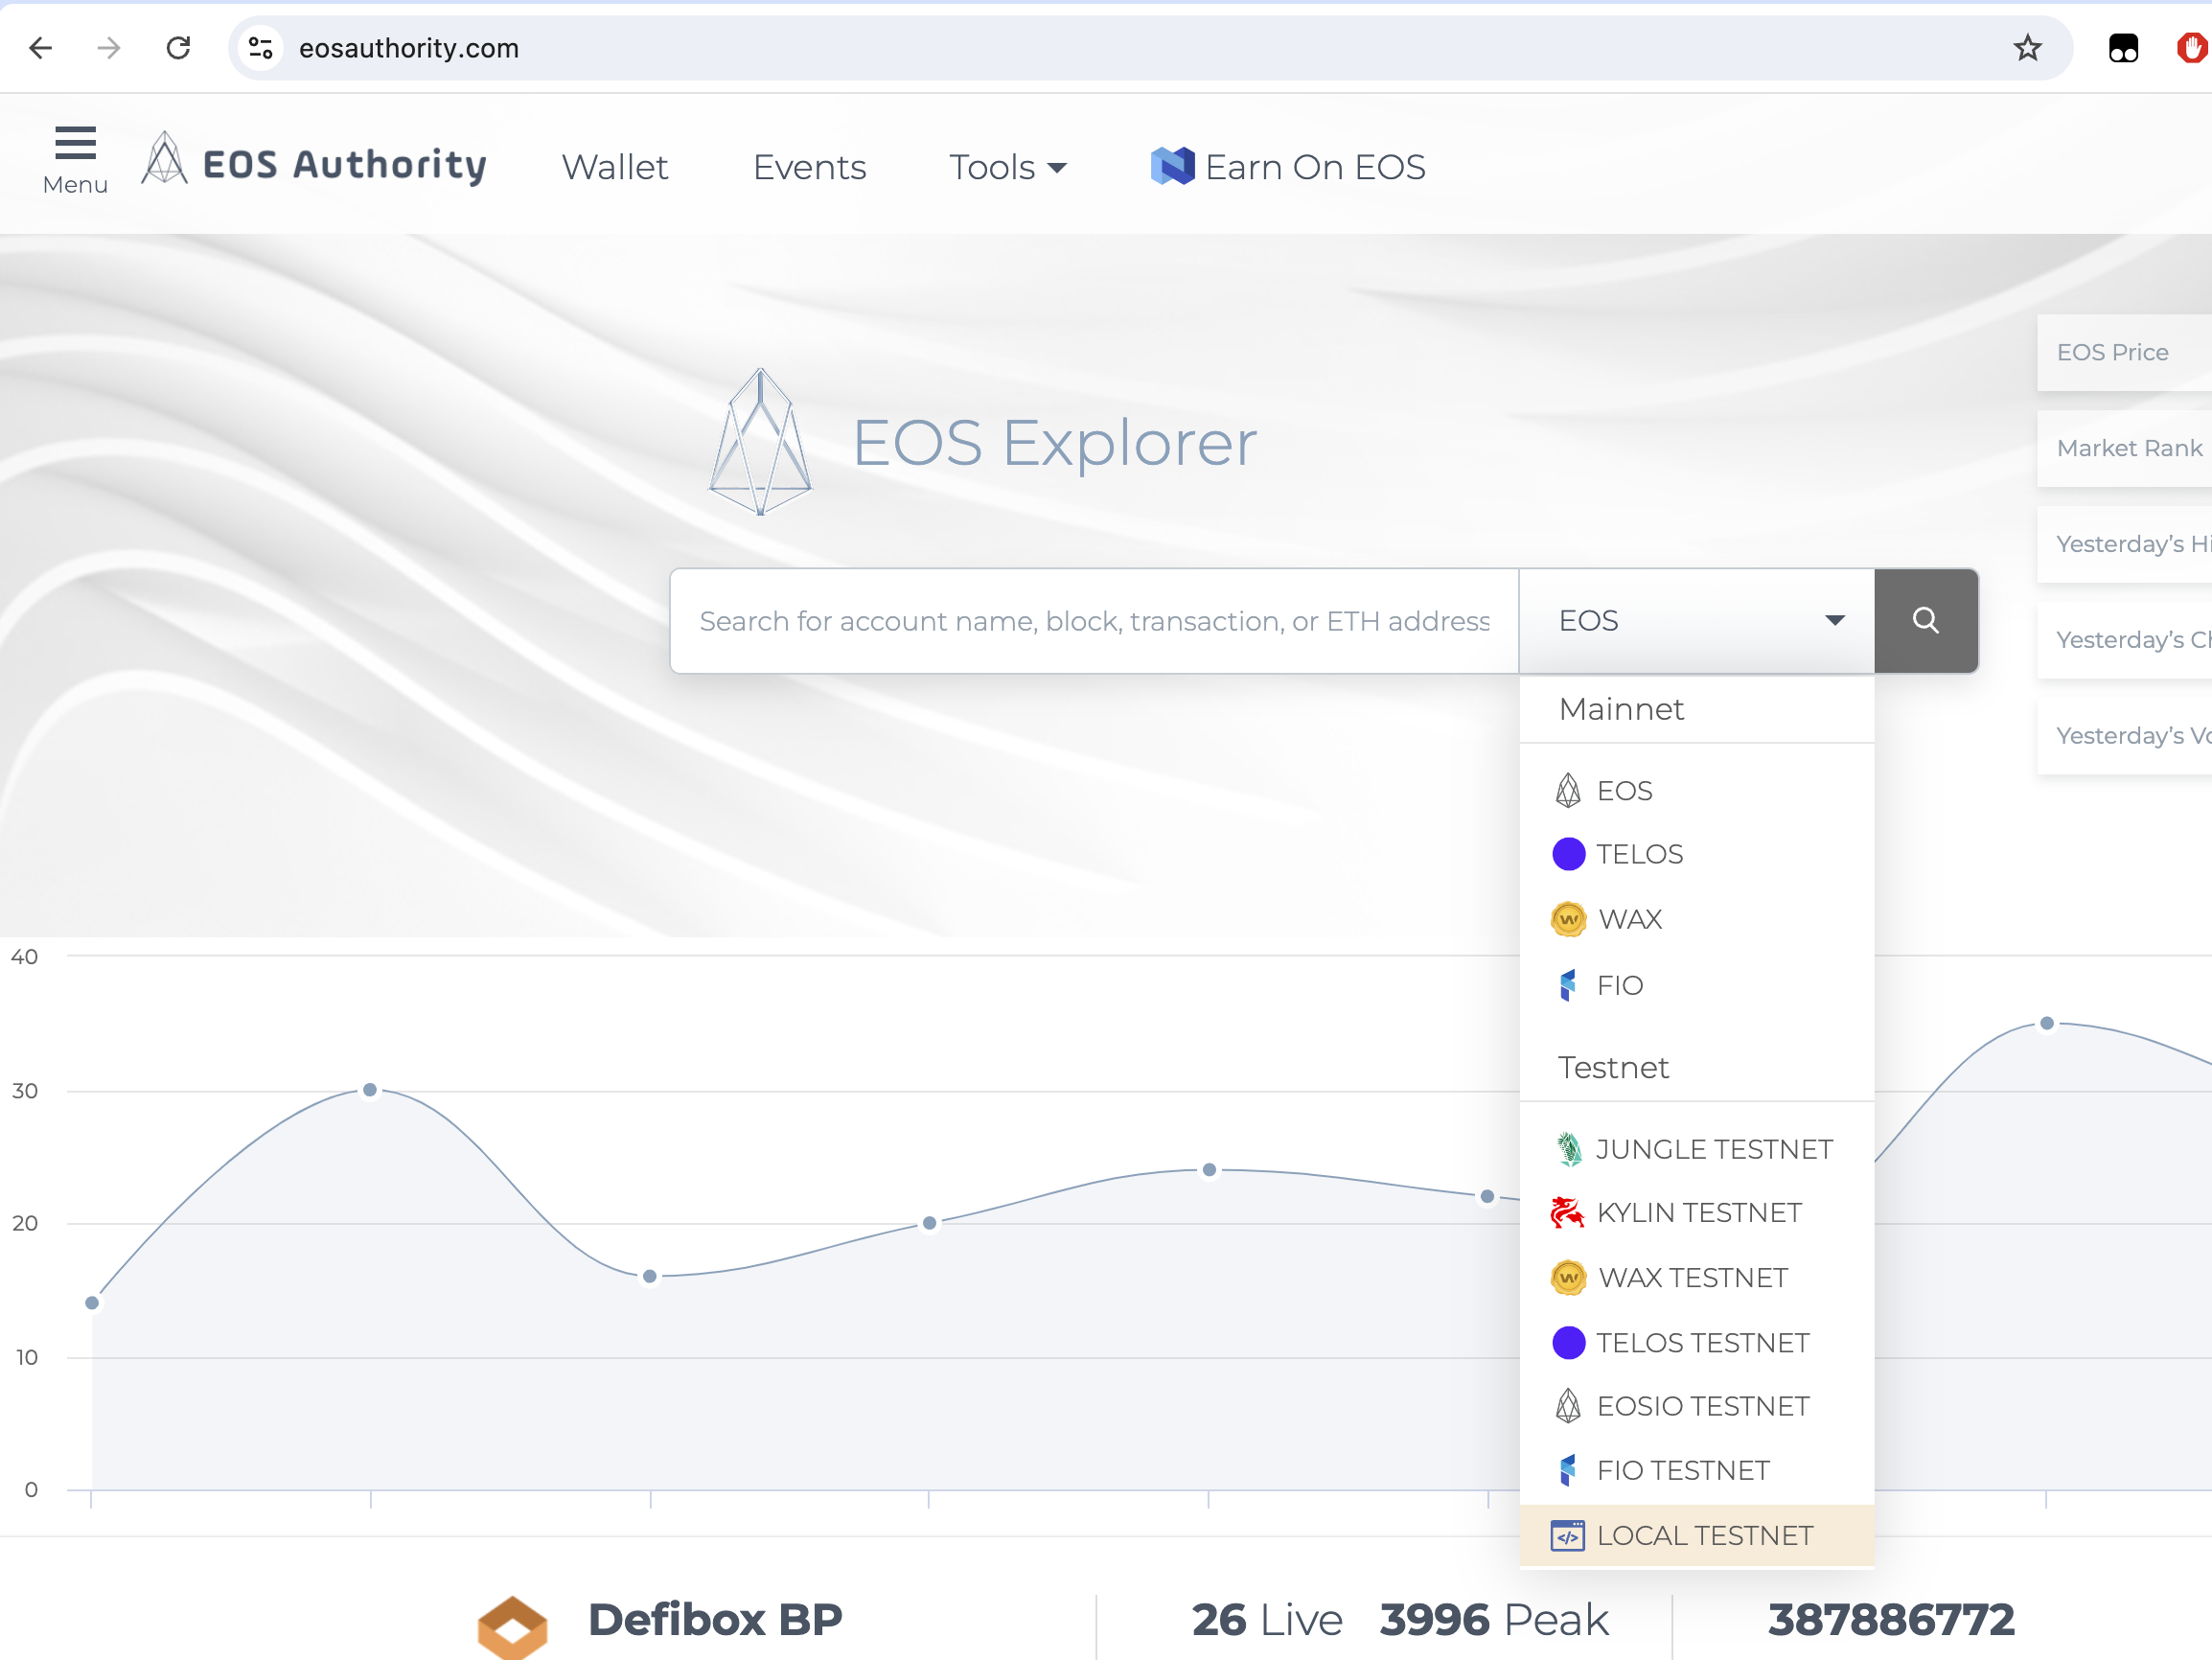 eosauthority.com
Menu
EOS Authority
Wallet
Events
Tools
Earn On EOS
EOS Explorer
EOS Price
Market Rank
Yesterday's
Yesterday's
Yesterday's
Search for account name, block, transaction, or ETH address
EOS
Mainnet
EOS
TELOS
WAX
FIO
Testnet
JUNGLE TESTNET
KYLIN TESTNET
WAX TESTNET
TELOS TESTNET
EOSIO TESTNET
FIO TESTNET
LOCAL TESTNET
40
30
20
10
0
Defibox BP
26 Live 3996 Peak
387886772